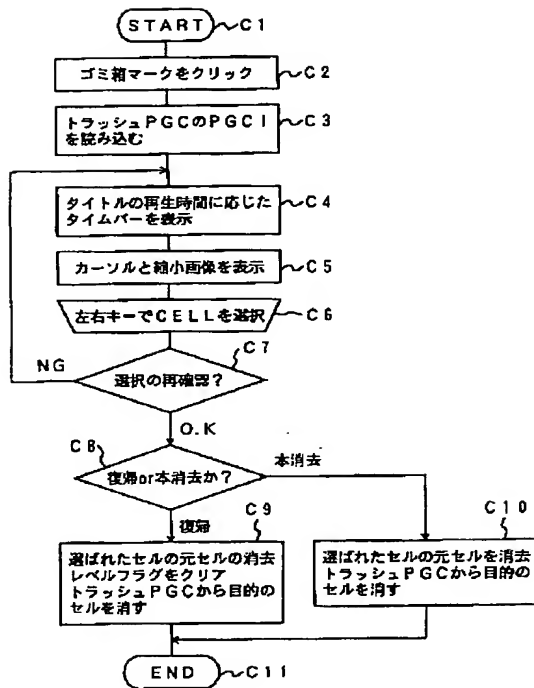 START C1
ゴミ箱マークをクリック C2
トラッシュPGCのPGCI C3
を読み込む
タイトルの再生時間に応じた C4
タイムバーを表示
カーソルと縮小画像を表示 C5
左右キーでCELLを選択 C6
C7
NG
選択の再確認?
O.K
C8
復帰or本消去か?
本消去
復帰
C9
C10
選ばれたセルの元セルの消去
レベルフラグをクリア
トラッシュPGCから目的の
セルを消す
選ばれたセルの元セルを消去
トラッシュPGCから目的の
セルを消す
END C11